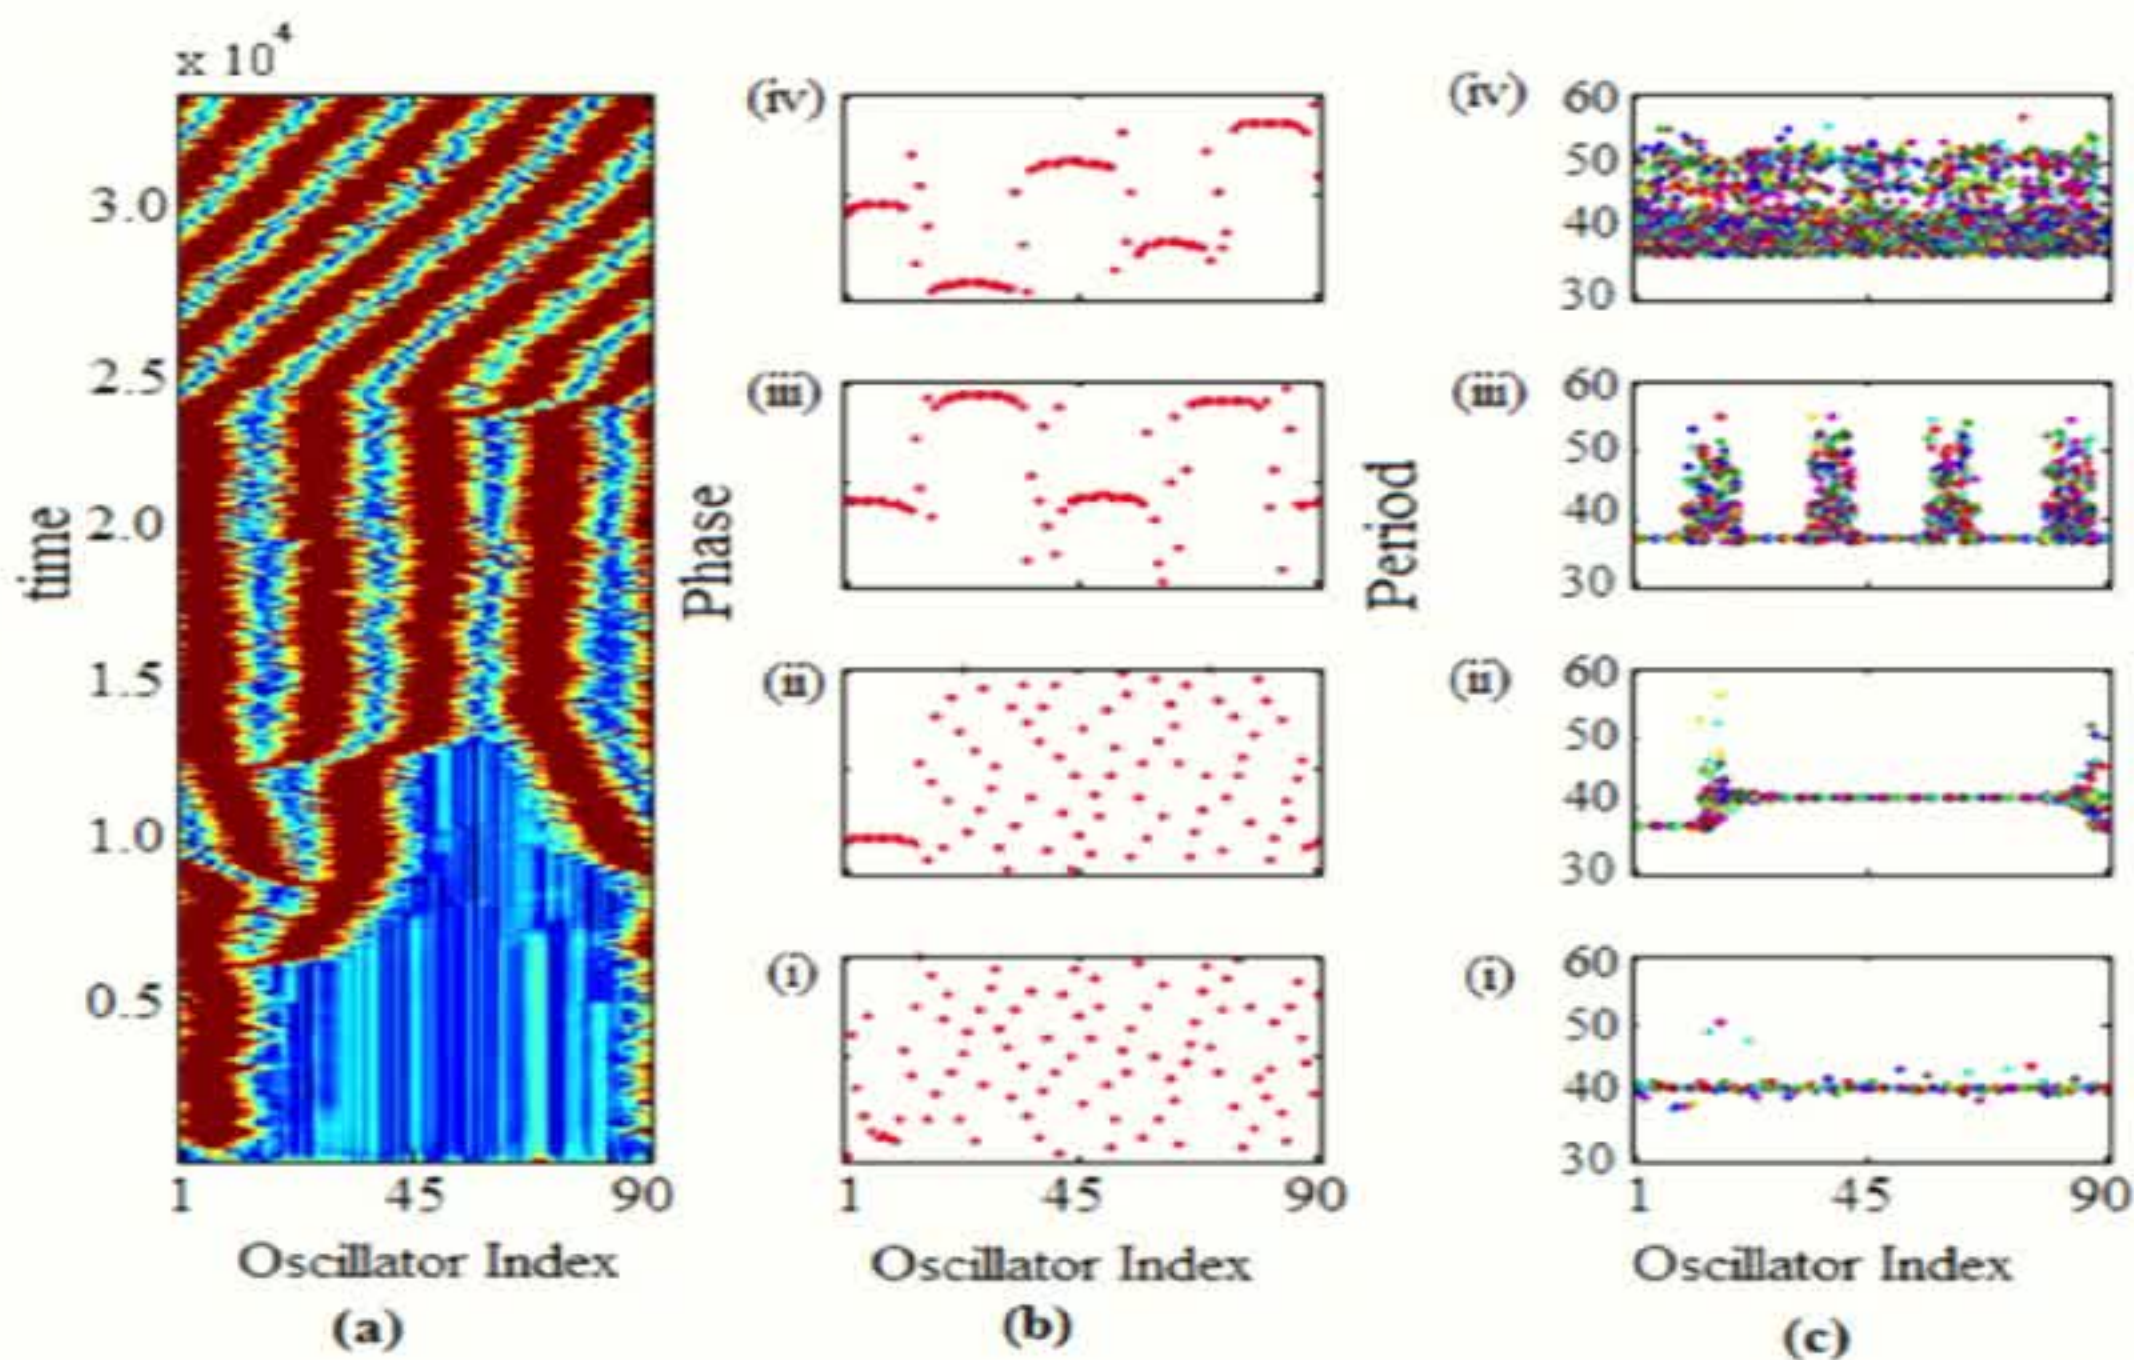 x 10^4
3.0
2.5
2.0
1.5
1.0
0.5
time
1 45 90
Oscillator Index
(a)
Phase
(iv)
(iii)
(ii)
(i)
1 45 90
Oscillator Index
(b)
Period
(iv)
60
50
40
30
(iii)
60
50
40
30
(ii)
60
50
40
30
(i)
60
50
40
30
1 45 90
Oscillator Index
(c)